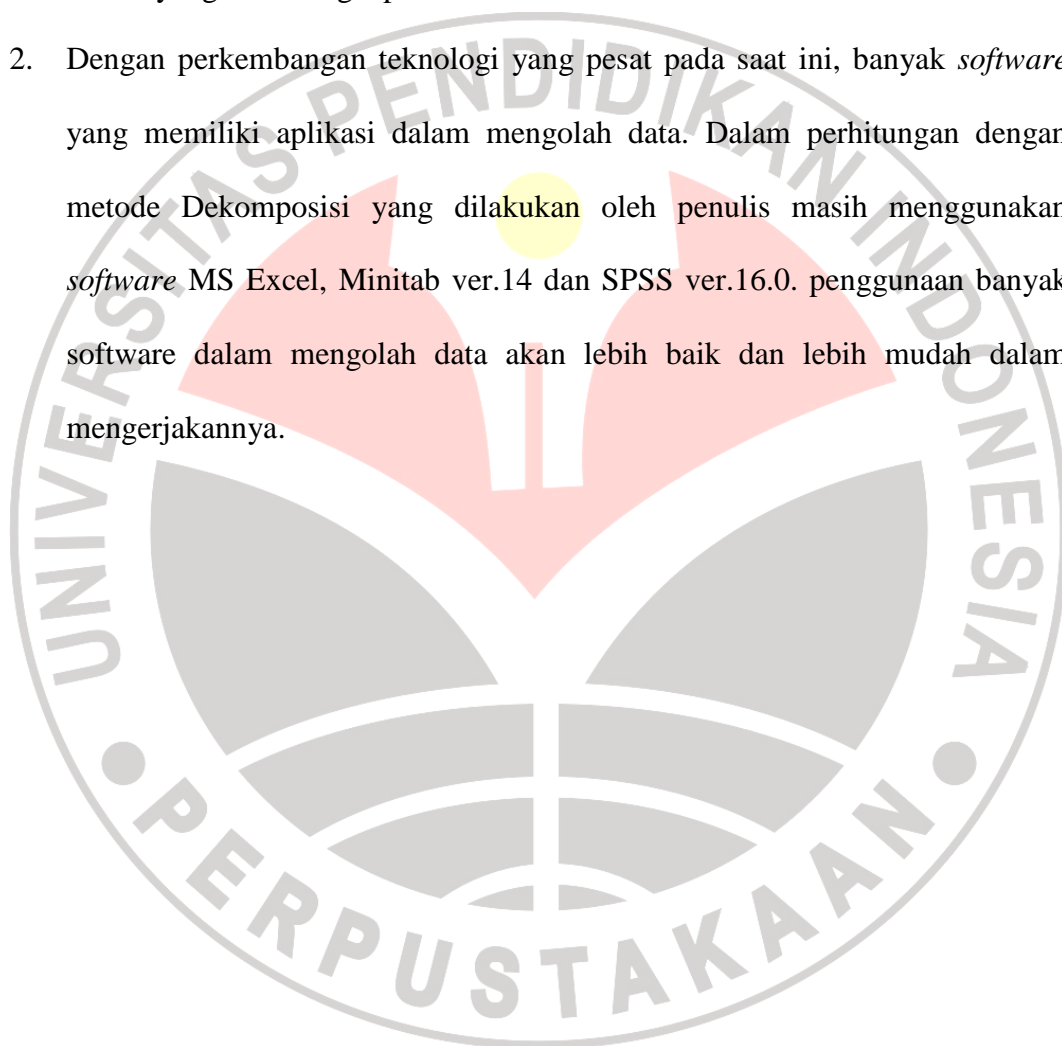 2. Dengan perkembangan teknologi yang pesat pada saat ini, banyak software
yang memiliki aplikasi dalam mengolah data. Dalam perhitungan dengan
metode Dekomposisi yang dilakukan oleh penulis masih menggunakan
software MS Excel, Minitab ver.14 dan SPSS ver.16.0. penggunaan banyak
software dalam mengolah data akan lebih baik dan lebih mudah dalam
mengerjakannya.
UNIVERSITAS PENDIDIKAN INDONESIA
PERPUSTAKAAN